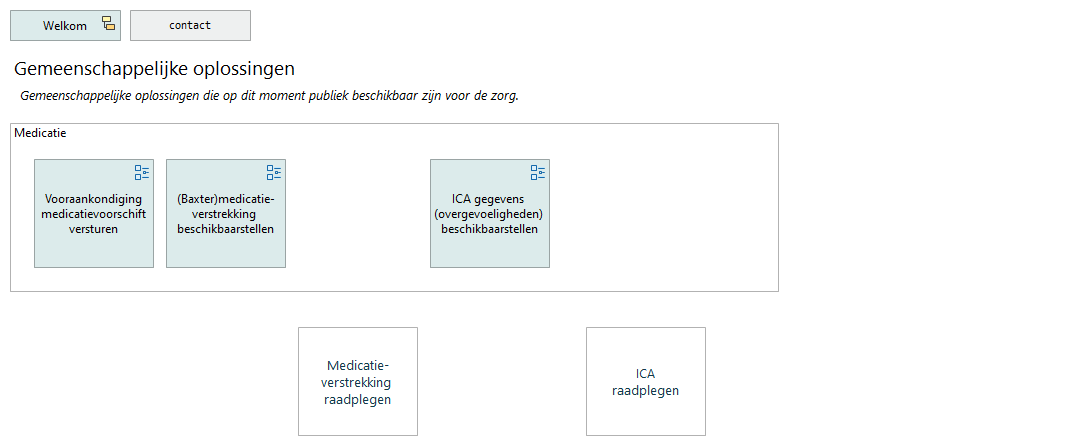 Welkom
contact
Gemeenschappelijke oplossingen
Gemeenschappelijke oplossingen die op dit moment publiek beschikbaar zijn voor de zorg.
Medicatie
Vooraankondiging
medicatievoorschift
versturen
(Baxter)medicatie-
verstrekking
beschikbaarstellen
ICA gegevens
(overgevoeligheden)
beschikbaarstellen
Medicatie-
verstrekking
raadplegen
ICA
raadplegen